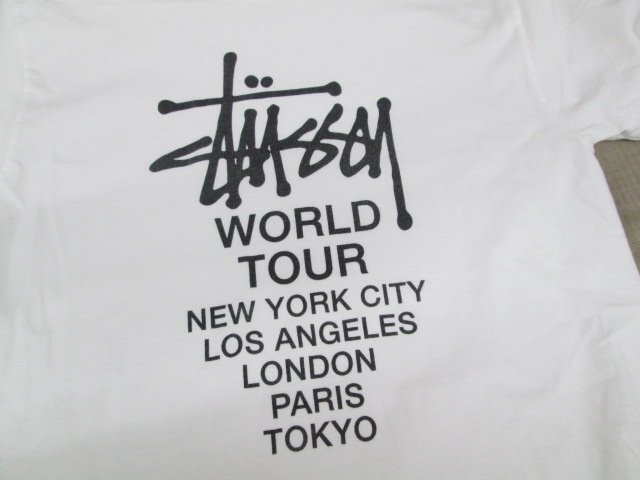 Stüssy
WORLD
TOUR
NEW YORK CITY
LOS ANGELES
LONDON
PARIS
TOKYO